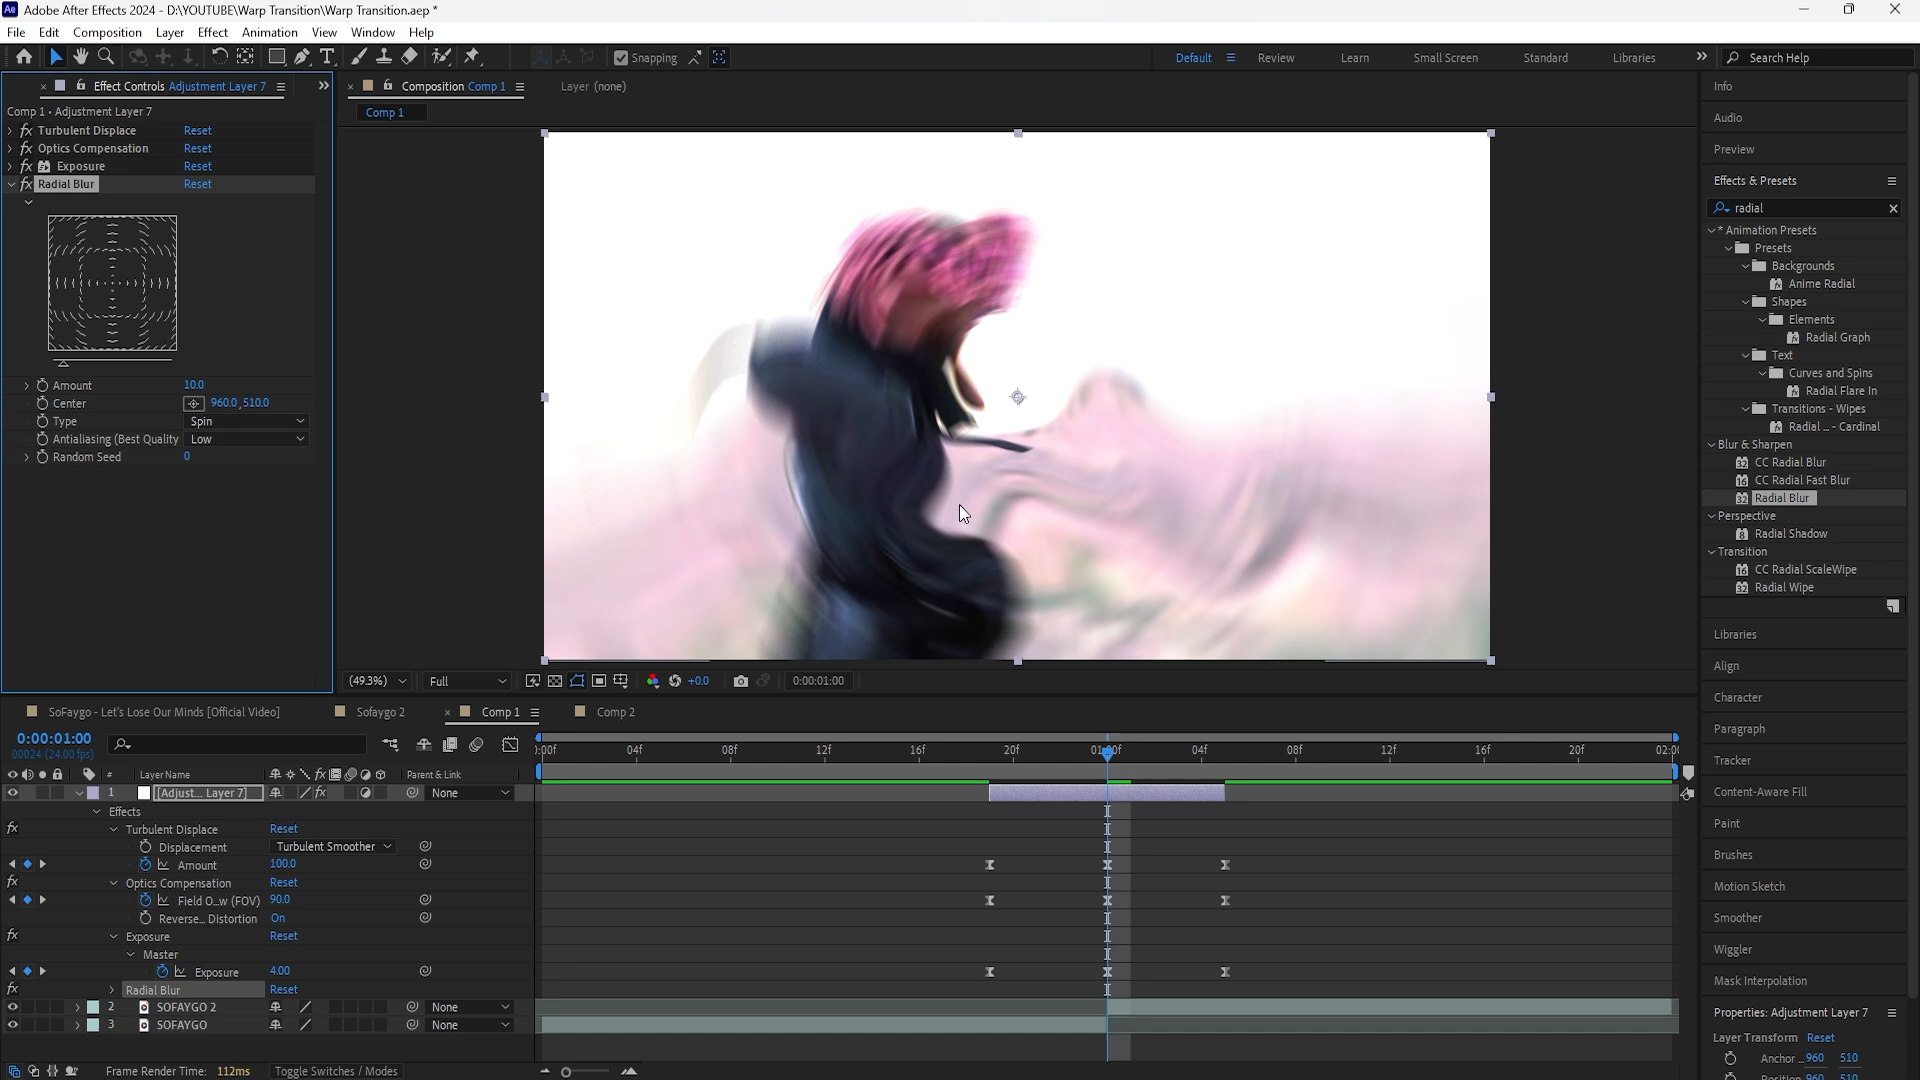 Adobe After Effects 2024 - D:\YOUTUBE\Warp Transition\Warp Transition.aep *
File Edit Composition Layer Effect Animation View Window Help
Snapping
Default Review Learn Small Screen Standard Libraries Search Help
Effect Controls Adjustment Layer 7
Composition Comp 1
Layer (none)
Comp 1 • Adjustment Layer 7
Comp 1
fx Turbulent Displace Reset
fx Optics Compensation Reset
fx Exposure Reset
fx Radial Blur Reset
Amount 10.0
Center 960.0, 510.0
Type Spin
Antialiasing (Best Quality Low
Random Seed 0
(49.3%) Full +0.0 0:00:01:00
Info
Audio
Preview
Effects & Presets
radial
* Animation Presets
Presets
Backgrounds
Anime Radial
Shapes
Elements
Radial Graph
Text
Curves and Spins
Radial Flare In
Transitions - Wipes
Radial ... - Cardinal
Blur & Sharpen
CC Radial Blur
CC Radial Fast Blur
Radial Blur
Perspective
Radial Shadow
Transition
CC Radial ScaleWipe
Radial Wipe
Libraries
Align
Character
Paragraph
Tracker
Content-Aware Fill
Paint
Brushes
Motion Sketch
Smoother
Wiggler
Mask Interpolation
Properties: Adjustment Layer 7
Layer Transform Reset
Anchor ... 960 510
Position 960 510
SoFaygo - Let's Lose Our Minds [Official Video] Sofaygo 2 Comp 1 Comp 2
0:00:01:00
00024 (24.00 fps)
):00f 04f 08f 12f 16f 20f 01:00f 04f 08f 12f 16f 20f 02:0
# Layer Name fx Parent & Link
1 [Adjust... Layer 7] fx None
Effects
fx Turbulent Displace Reset
Displacement Turbulent Smoother
Amount 100.0
fx Optics Compensation Reset
Field O...w (FOV) 90.0
Reverse... Distortion On
fx Exposure Reset
Master
Exposure 4.00
fx Radial Blur Reset
2 SOFAYGO 2 None
3 SOFAYGO None
Frame Render Time: 112ms Toggle Switches / Modes